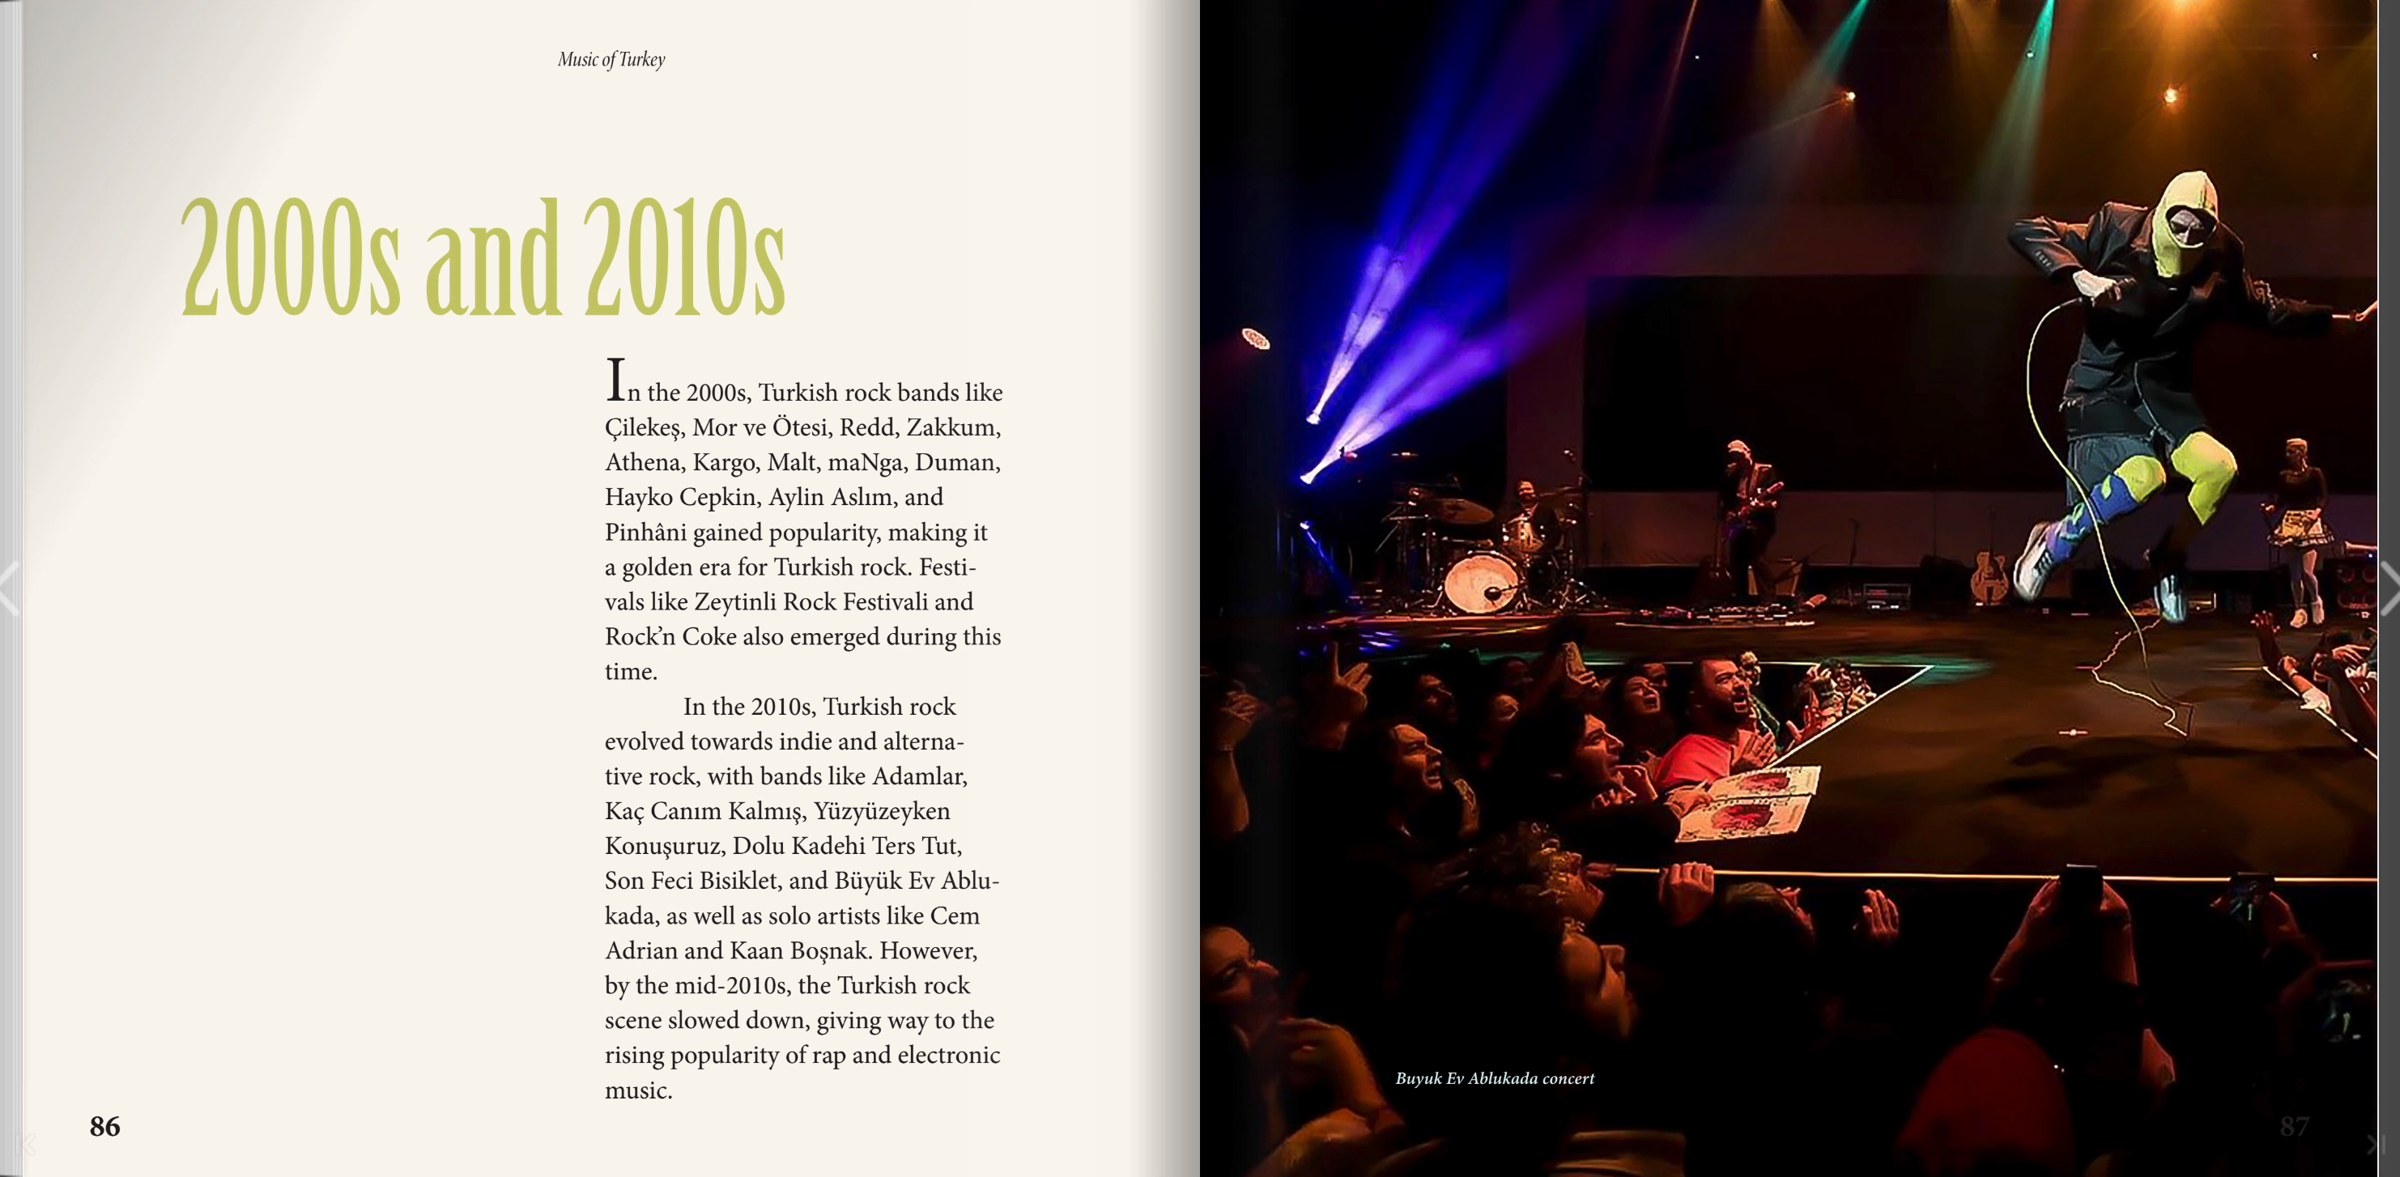 Music of Turkey
2000s and 2010s
In the 2000s, Turkish rock bands like
Çilekeş, Mor ve Ötesi, Redd, Zakkum,
Athena, Kargo, Malt, maNga, Duman,
Hayko Cepkin, Aylin Aslım, and
Pinhâni gained popularity, making it
a golden era for Turkish rock. Festi-
vals like Zeytinli Rock Festivali and
Rock’n Coke also emerged during this
time.
In the 2010s, Turkish rock
evolved towards indie and alterna-
tive rock, with bands like Adamlar,
Kaç Canım Kalmış, Yüzyüzeyken
Konuşuruz, Dolu Kadehi Ters Tut,
Son Feci Bisiklet, and Büyük Ev Ablu-
kada, as well as solo artists like Cem
Adrian and Kaan Boşnak. However,
by the mid-2010s, the Turkish rock
scene slowed down, giving way to the
rising popularity of rap and electronic
music.
86
Buyuk Ev Ablukada concert
87